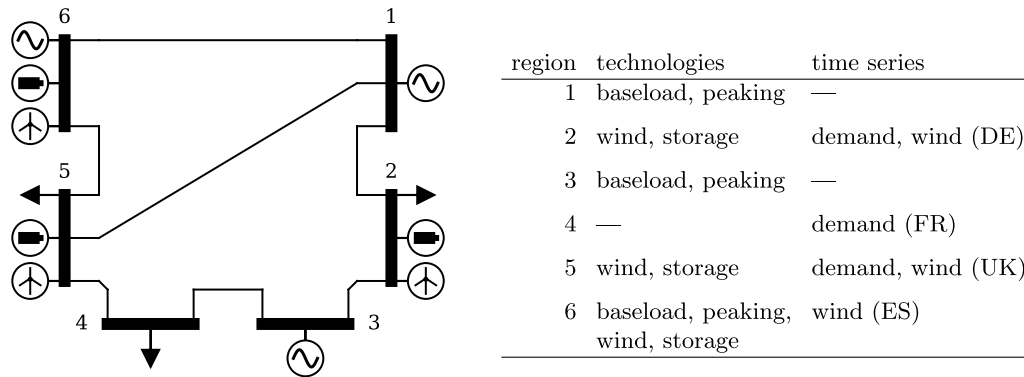 6
1
5
2
4
3
region technologies time series
1 baseload, peaking —
2 wind, storage demand, wind (DE)
3 baseload, peaking —
4 — demand (FR)
5 wind, storage demand, wind (UK)
6 baseload, peaking, wind (ES)
wind, storage